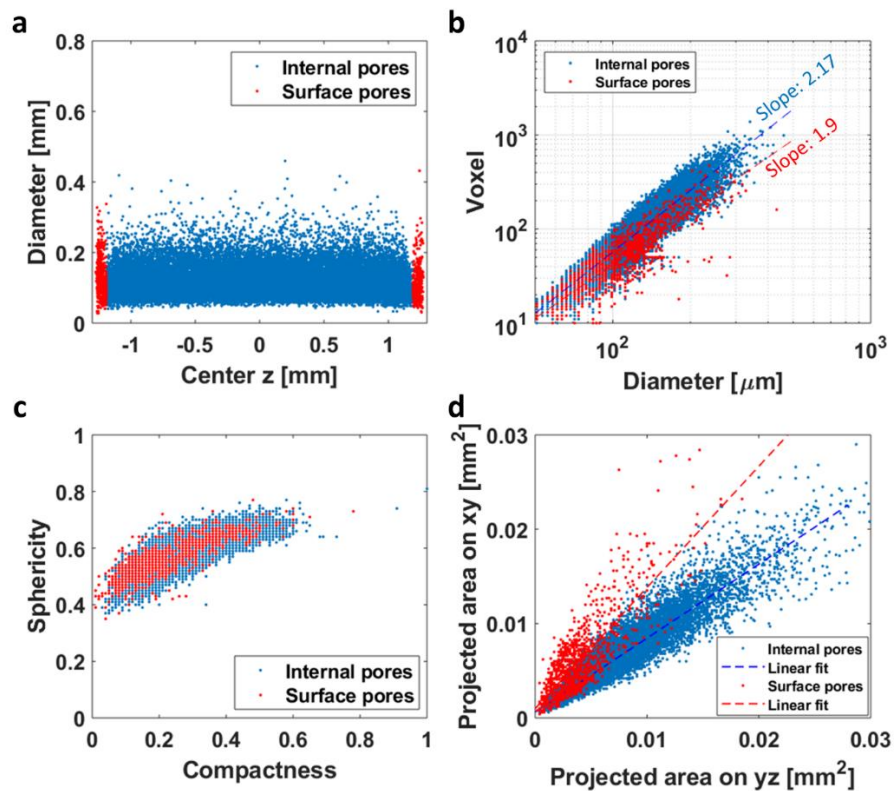 a
0.8
0.6
0.4
0.2
0
Diameter [mm]
-1
-0.5
0
0.5
1
Center z [mm]
Internal pores
Surface pores
b
10^4
10^3
10^2
10^1
Voxel
10^2
10^3
Diameter [μm]
Internal pores
Surface pores
Slope: 2.17
Slope: 1.9
c
1
0.8
0.6
0.4
0.2
0
Sphericity
0
0.2
0.4
0.6
0.8
1
Compactness
Internal pores
Surface pores
d
0.03
0.02
0.01
0
Projected area on xy [mm^2]
0
0.01
0.02
0.03
Projected area on yz [mm^2]
Internal pores
Linear fit
Surface pores
Linear fit